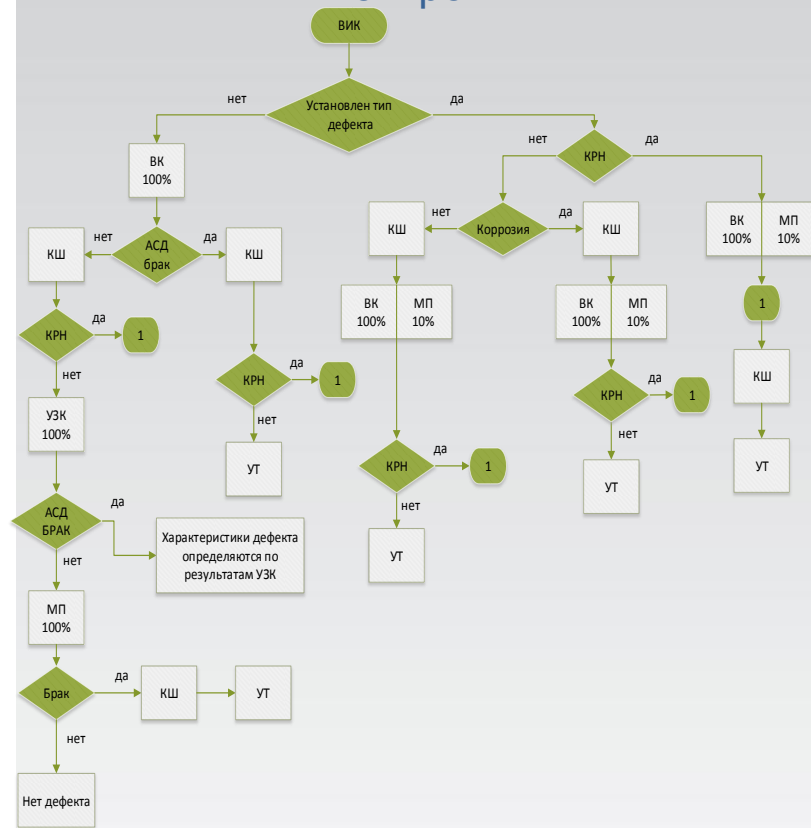 ВИК
Установлен тип
дефекта
нет
да
ВК
100%
КРН
нет
да
АСД
брак
нет
да
КШ
КШ
Коррозия
нет
да
КШ
КШ
ВК
100%
МП
10%
ВК
100%
МП
10%
ВК
100%
МП
10%
1
КРН
да
1
нет
КРН
да
1
нет
КРН
да
1
нет
КШ
УЗК
100%
УТ
КРН
да
1
нет
УТ
УТ
УТ
АСД
БРАК
да
нет
Характеристики дефекта
определяются по
результатам УЗК
МП
100%
Брак
да
КШ
УТ
нет
Нет дефекта